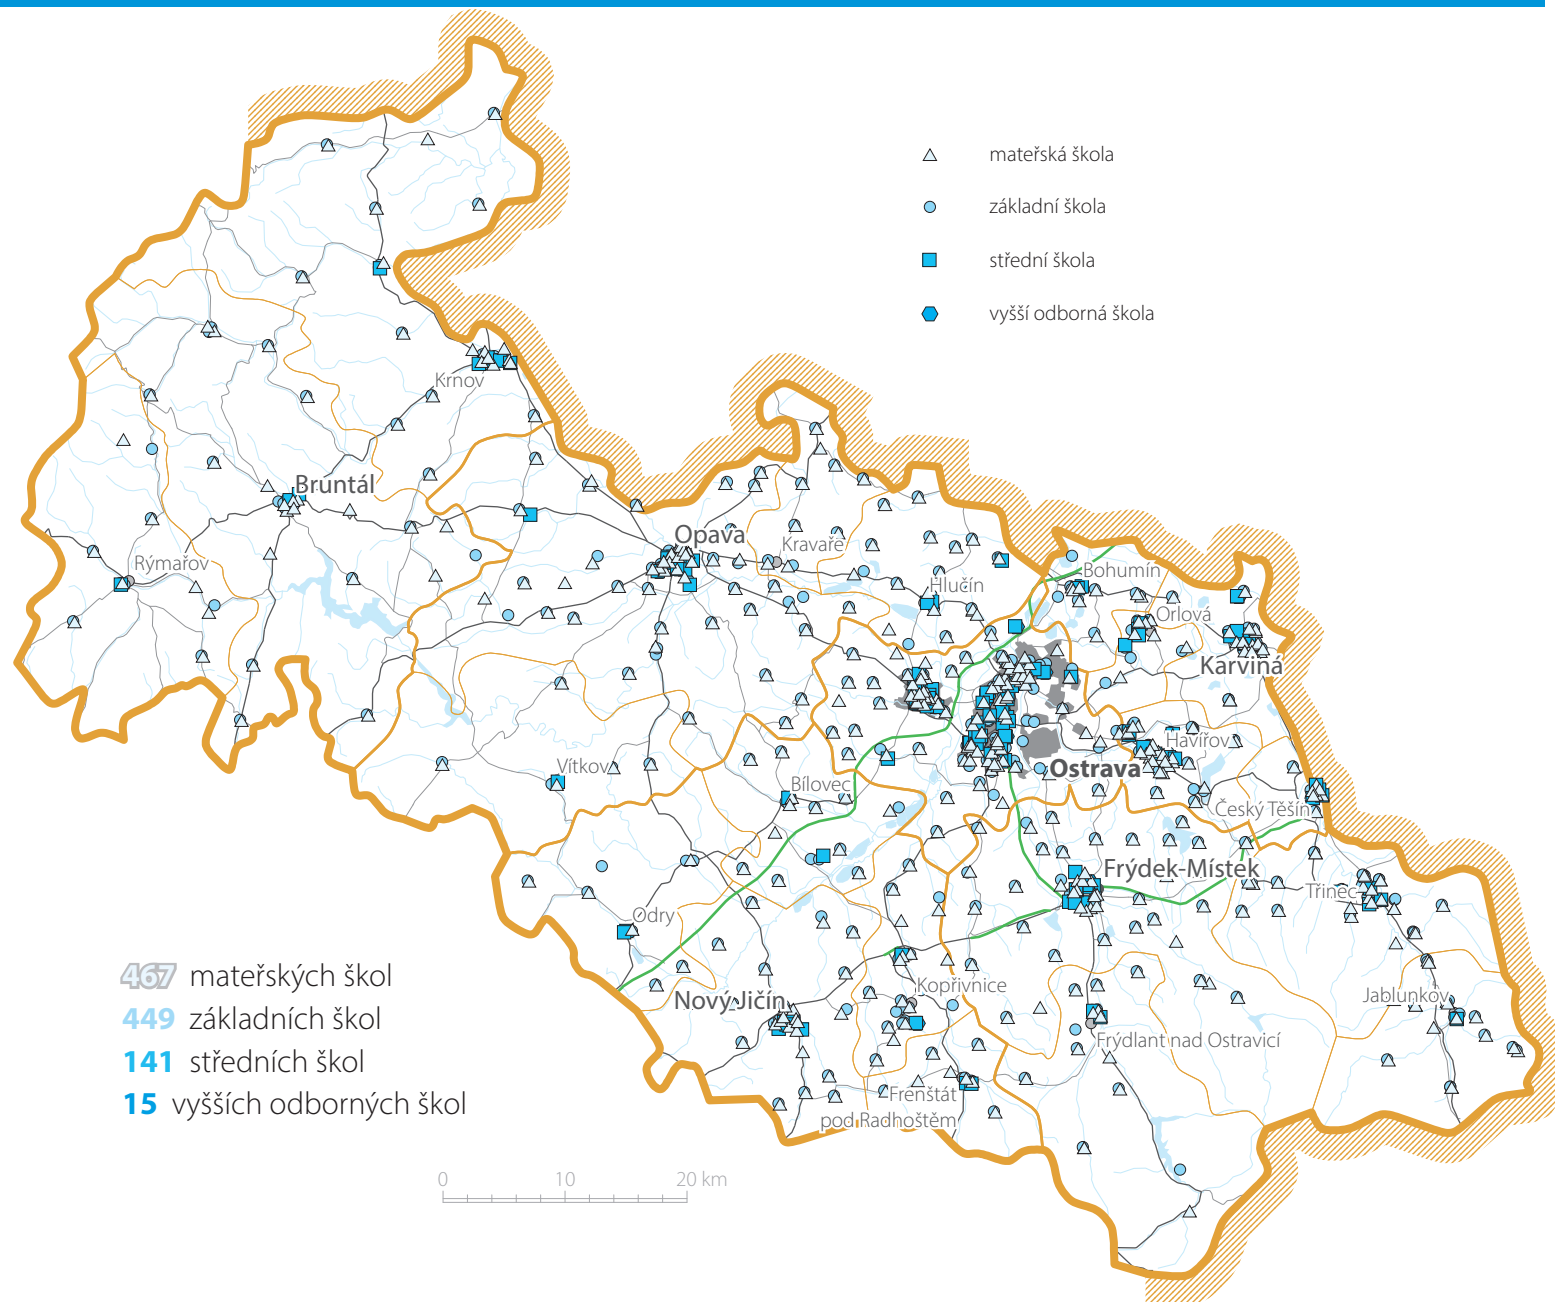 mateřská škola
základní škola
střední škola
vyšší odborná škola
Krnov
Bruntál
Rýmařov
Opava
Kravaře
Hlučín
Bohumín
Orlová
Karviná
Havířov
Ostrava
Vítkov
Bílovec
Český Těšín
Frýdek-Místek
Třinec
Odry
Nový Jičín
Kopřivnice
Jablunkov
Frýdlant nad Ostravicí
Frenštát
pod Radhoštěm
467 mateřských škol
449 základních škol
141 středních škol
15 vyšších odborných škol
0 10 20 km